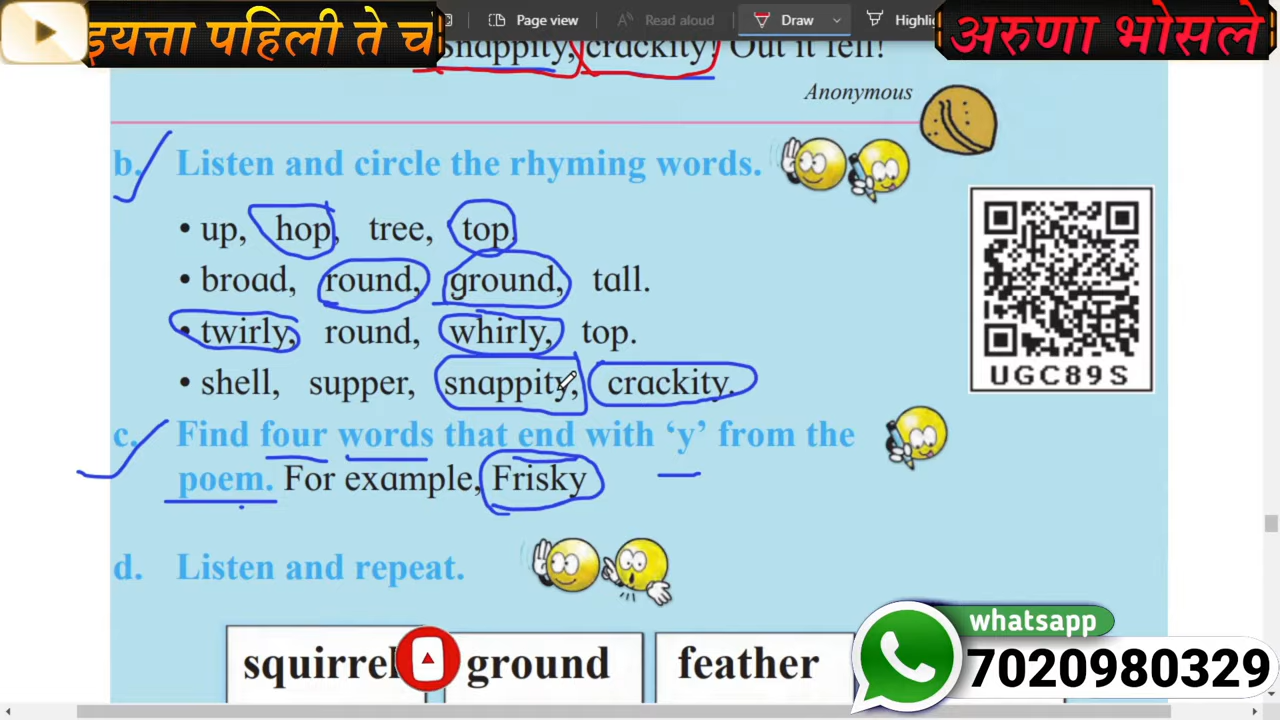 इयत्ता पहिली ते च
Page view
Read aloud
Draw
Highli
अरुणा भोसले
snappity, crackity, Out it fell!
Anonymous
b. Listen and circle the rhyming words.
• up, hop, tree, top.
• broad, round, ground, tall.
• twirly, round, whirly, top.
• shell, supper, snappity, crackity.
UGC89S
c. Find four words that end with ‘y’ from the
poem. For example, Frisky
d. Listen and repeat.
squirrel ground feather
whatsapp
7020980329